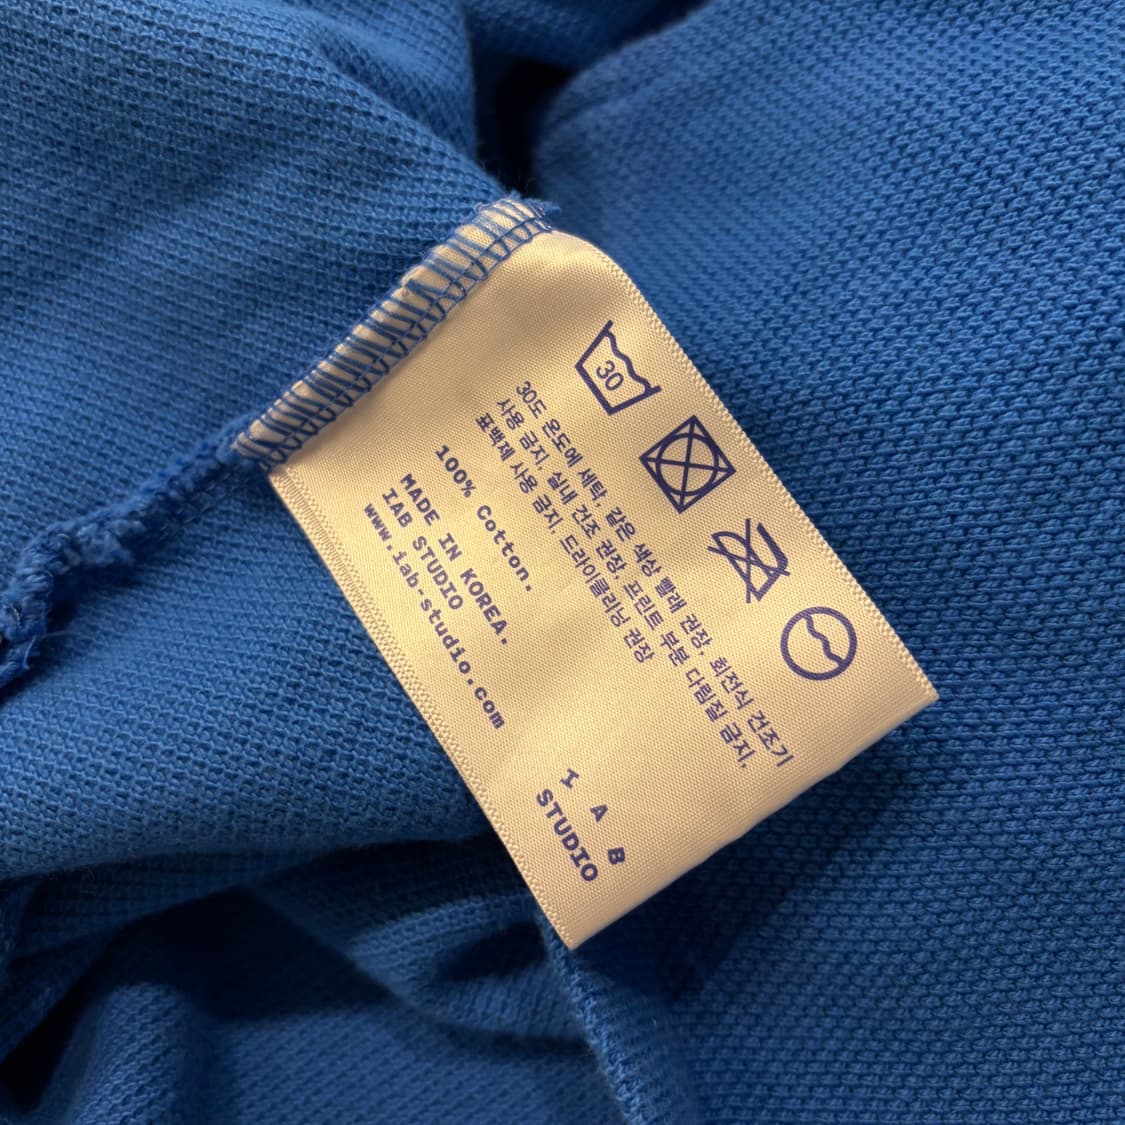 30
30도 온도에 세탁, 같은 색상 빨래 권장, 회전식 건조기
사용 금지, 실내 건조 권장, 프린트 부분 다림질 금지,
표백제 사용 금지, 드라이클리닝 권장
100% Cotton.
MADE IN KOREA.
IAB STUDIO
www.iab-studio.com
I A B
STUDIO